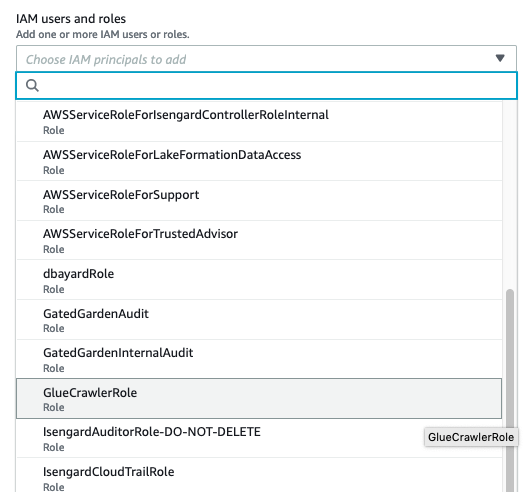 IAM users and roles
Add one or more IAM users or roles.
Choose IAM principals to add
AWSServiceRoleForIsengardControllerRoleInternal
Role
AWSServiceRoleForLakeFormationDataAccess
Role
AWSServiceRoleForSupport
Role
AWSServiceRoleForTrustedAdvisor
Role
dbayardRole
Role
GatedGardenAudit
Role
GatedGardenInternalAudit
Role
GlueCrawlerRole
Role
IsengardAuditorRole-DO-NOT-DELETE
GlueCrawlerRole
Role
IsengardCloudTrailRole
Role